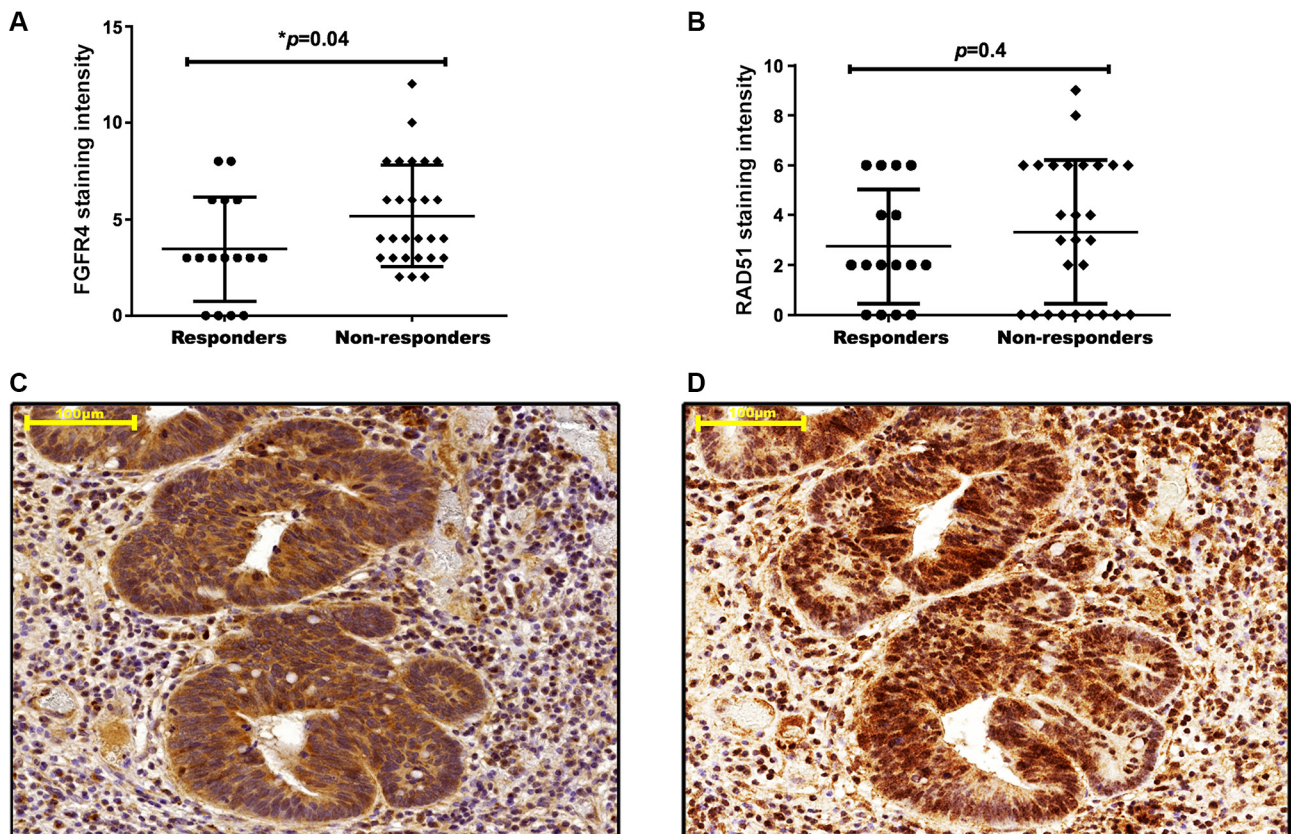 A
15
*p=0.04
10
5
0
FGFR4 staining intensity
Responders
Non-responders
B
10
p=0.4
8
6
4
2
0
RAD51 staining intensity
Responders
Non-responders
C
100µm
D
100µm